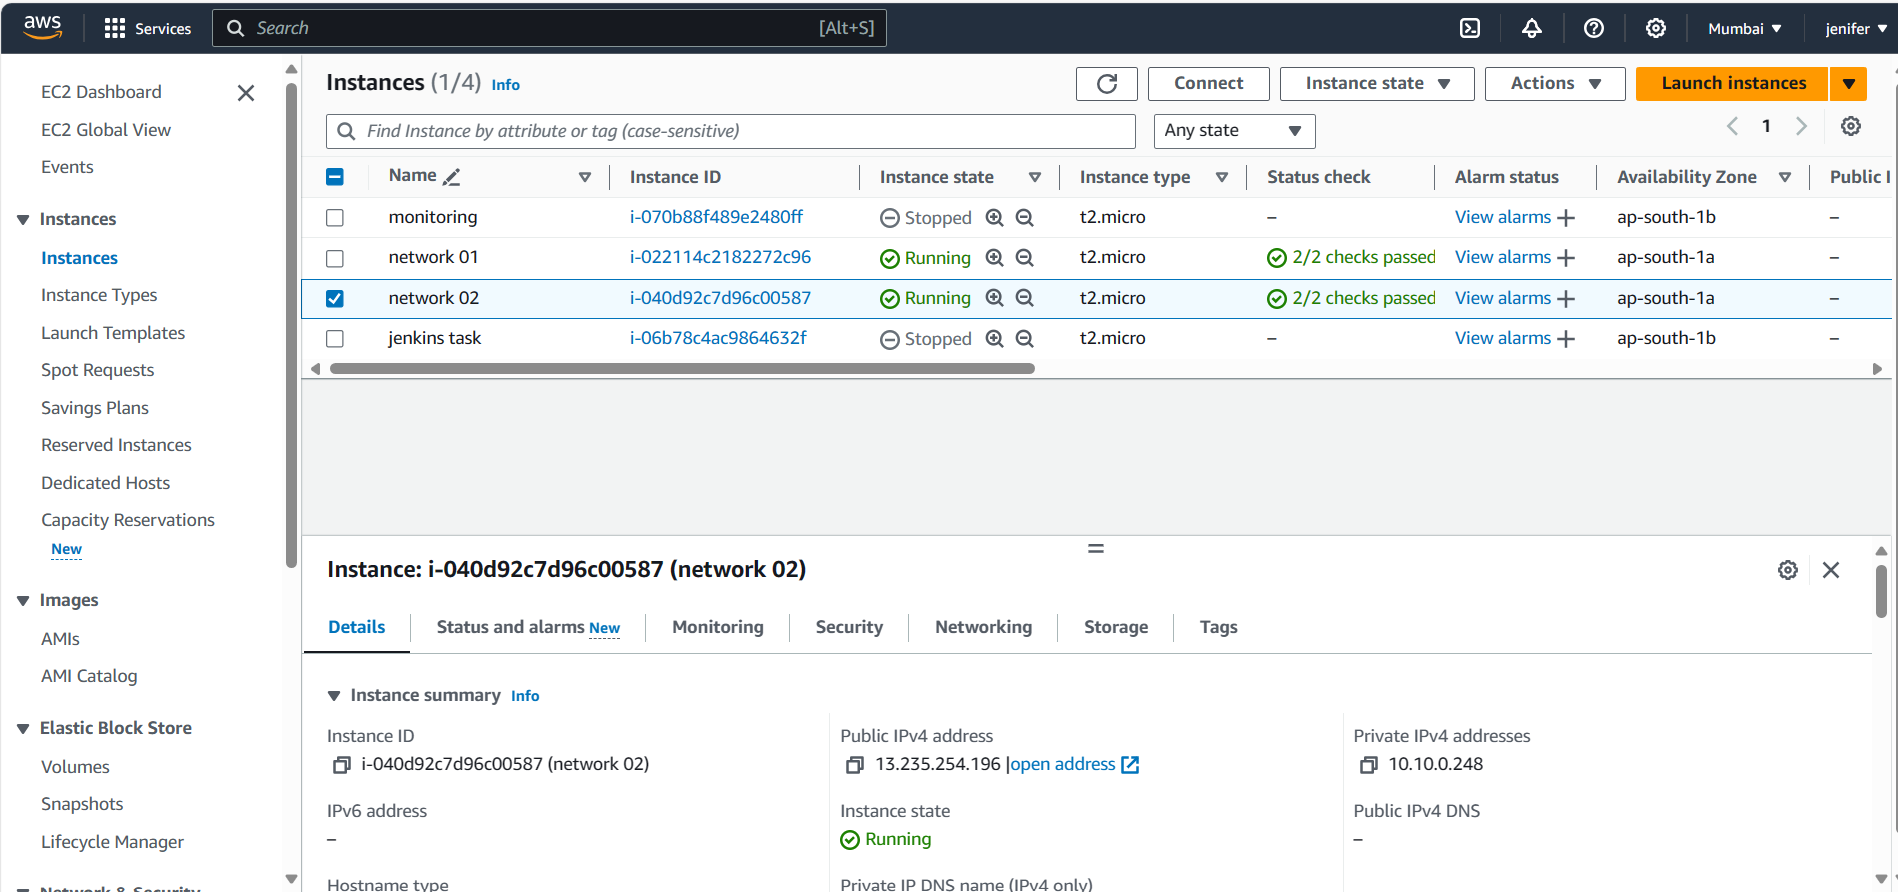 aws Services Search [Alt+S] Mumbai jenifer
EC2 Dashboard
EC2 Global View
Events
Instances
Instances
Instance Types
Launch Templates
Spot Requests
Savings Plans
Reserved Instances
Dedicated Hosts
Capacity Reservations
New
Images
AMIs
AMI Catalog
Elastic Block Store
Volumes
Snapshots
Lifecycle Manager
Network & Security
Instances (1/4) Info Connect Instance state Actions Launch instances
Find Instance by attribute or tag (case-sensitive) Any state 1
Name Instance ID Instance state Instance type Status check Alarm status Availability Zone Public I
monitoring i-070b88f489e2480ff Stopped t2.micro – View alarms + ap-south-1b –
network 01 i-022114c2182272c96 Running t2.micro 2/2 checks passed View alarms + ap-south-1a –
network 02 i-040d92c7d96c00587 Running t2.micro 2/2 checks passed View alarms + ap-south-1a –
jenkins task i-06b78c4ac9864632f Stopped t2.micro – View alarms + ap-south-1b –
Instance: i-040d92c7d96c00587 (network 02)
Details Status and alarms New Monitoring Security Networking Storage Tags
Instance summary Info
Instance ID
i-040d92c7d96c00587 (network 02)
Public IPv4 address
13.235.254.196 |open address
Private IPv4 addresses
10.10.0.248
IPv6 address
–
Instance state
Running
Public IPv4 DNS
–
Hostname type
Private IP DNS name (IPv4 only)